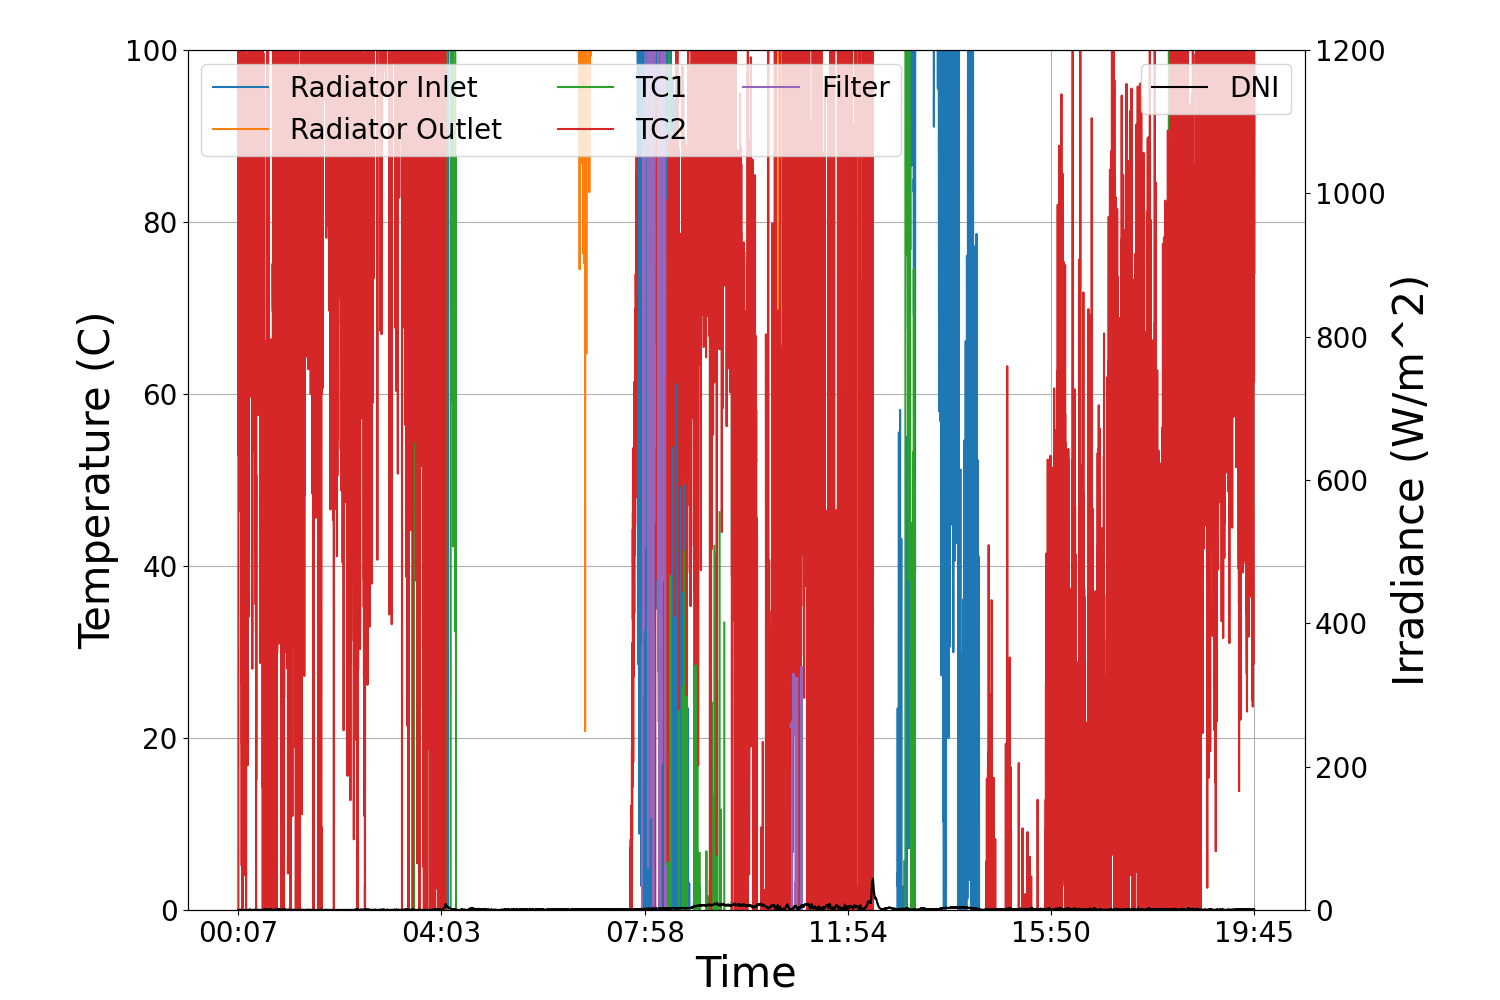 Temperature (C)
100
80
60
40
20
0
Radiator Inlet
Radiator Outlet
TC1
TC2
Filter
DNI
1200
1000
800
600
400
200
0
Irradiance (W/m^2)
00:07 04:03 07:58 11:54 15:50 19:45
Time